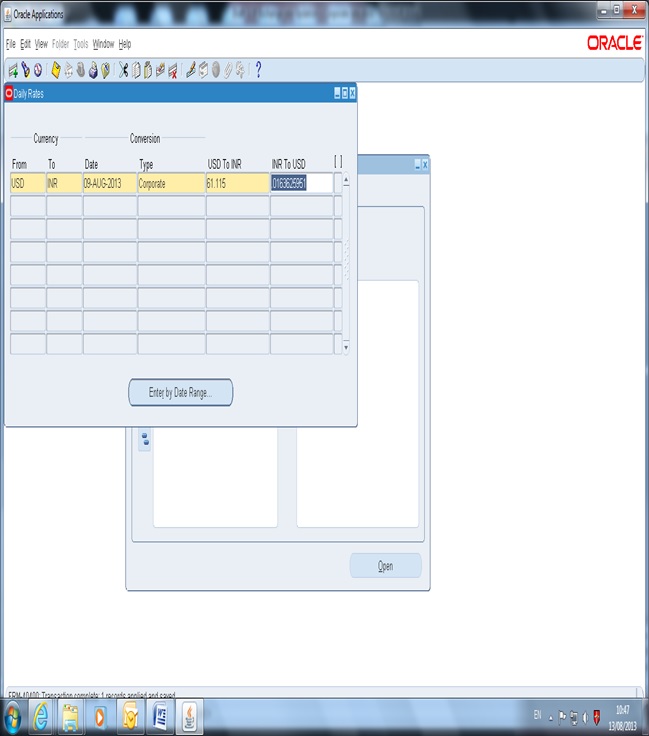 Oracle Applications
File Edit View Folder Tools Window Help
ORACLE
Daily Rates
Currency Conversion
From To Date Type USD To INR INR To USD [ ]
USD INR 09-AUG-2013 Corporate 61.115 .0163625951
Enter by Date Range...
Open
FRM-40400: Transaction complete: 1 records applied and saved.
EN 10:47
13/08/2013